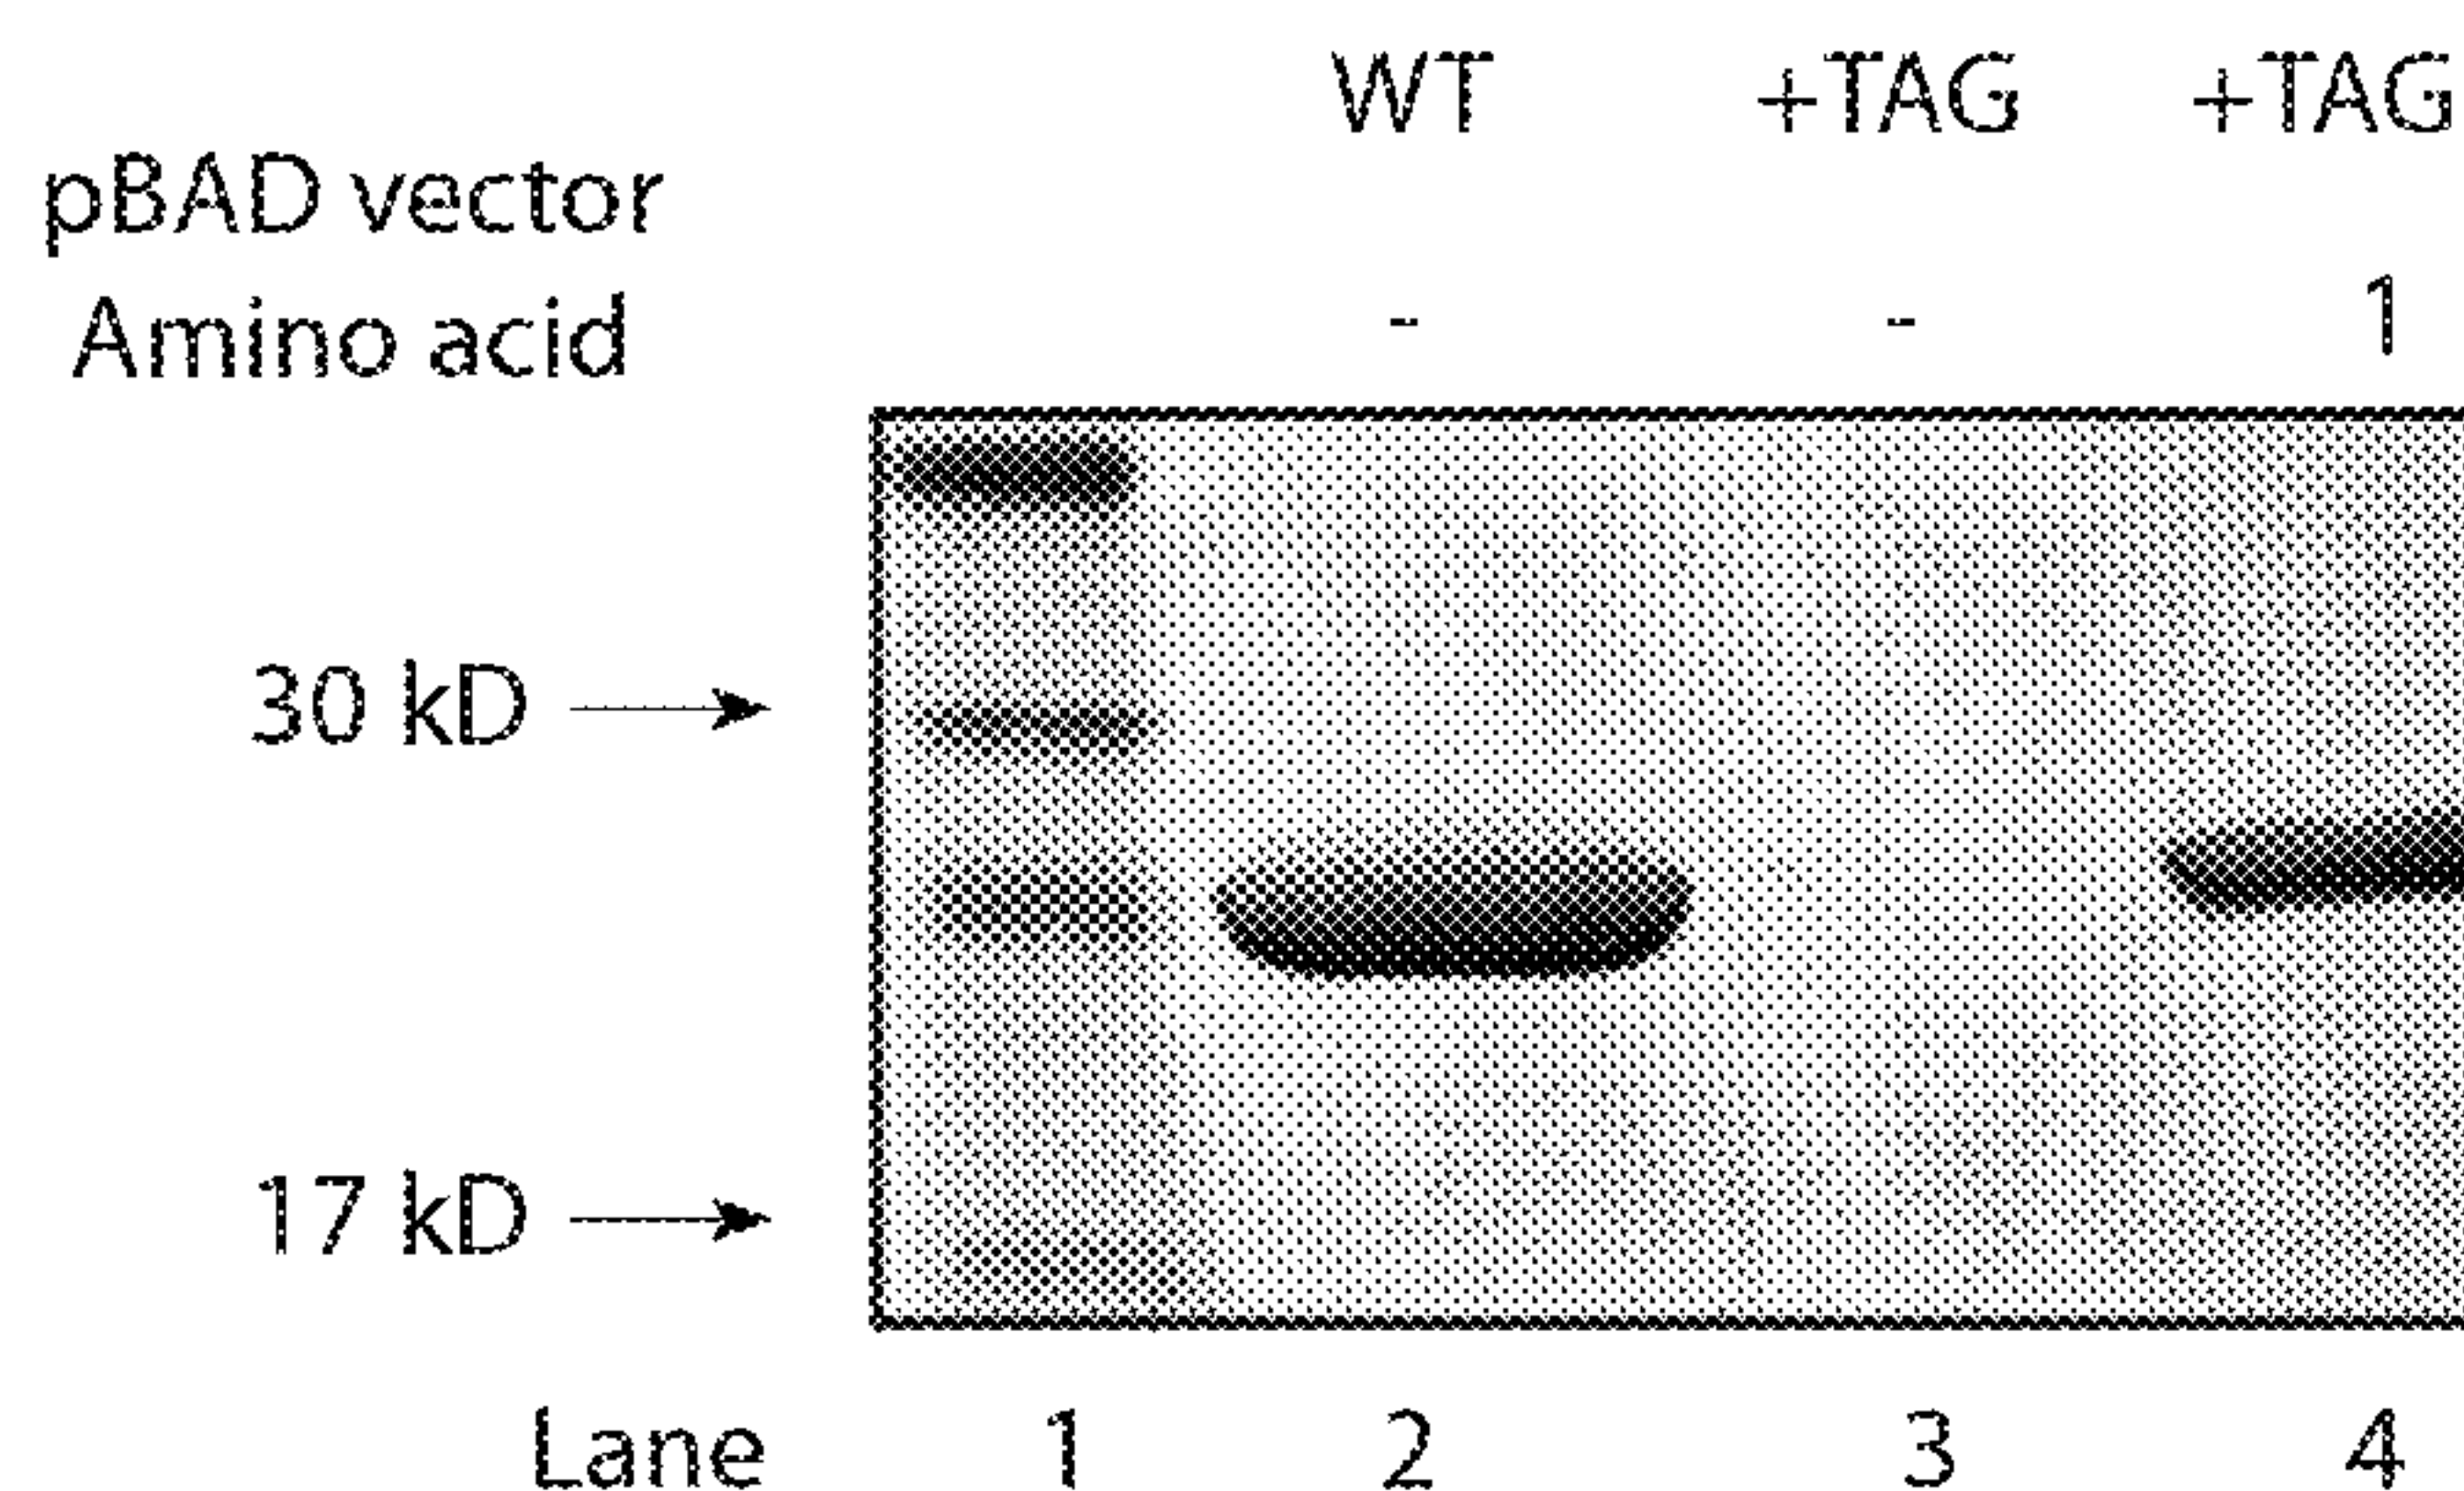 WT +TAG +TAG
pBAD vector
Amino acid - - 1
30 kD
17 kD
Lane 1 2 3 4